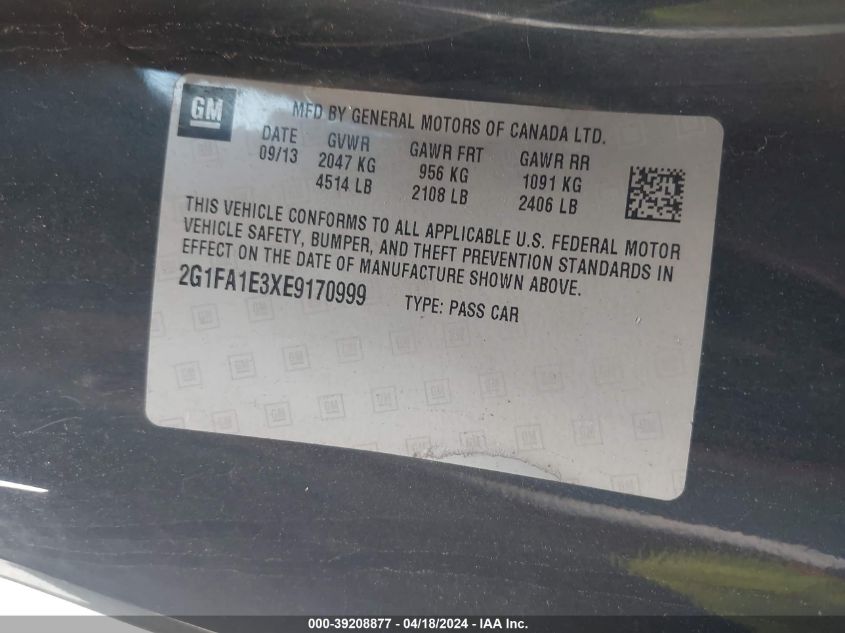 GM
MFD BY GENERAL MOTORS OF CANADA LTD.
DATE GVWR GAWR FRT GAWR RR
09/13 2047 KG 956 KG 1091 KG
4514 LB 2108 LB 2406 LB
THIS VEHICLE CONFORMS TO ALL APPLICABLE U.S. FEDERAL MOTOR
VEHICLE SAFETY, BUMPER, AND THEFT PREVENTION STANDARDS IN
EFFECT ON THE DATE OF MANUFACTURE SHOWN ABOVE.
2G1FA1E3XE9170999 TYPE: PASS CAR
000-39208877 - 04/18/2024 - IAA Inc.